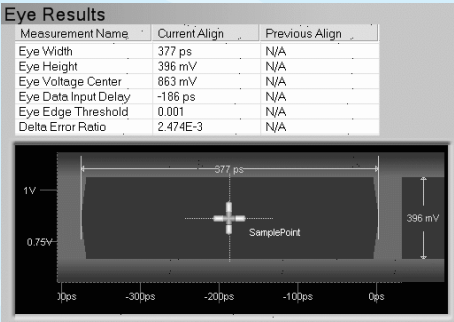 Eye Results
Measurement Name Current Align Previous Align
Eye Width 377 ps N/A
Eye Height 396 mV N/A
Eye Voltage Center 863 mV N/A
Eye Data Input Delay -186 ps N/A
Eye Edge Threshold 0.001 N/A
Delta Error Ratio 2.474E-3 N/A
377 ps
1V
396 mV
SamplePoint
0.75V
-300ps -200ps -100ps 0ps